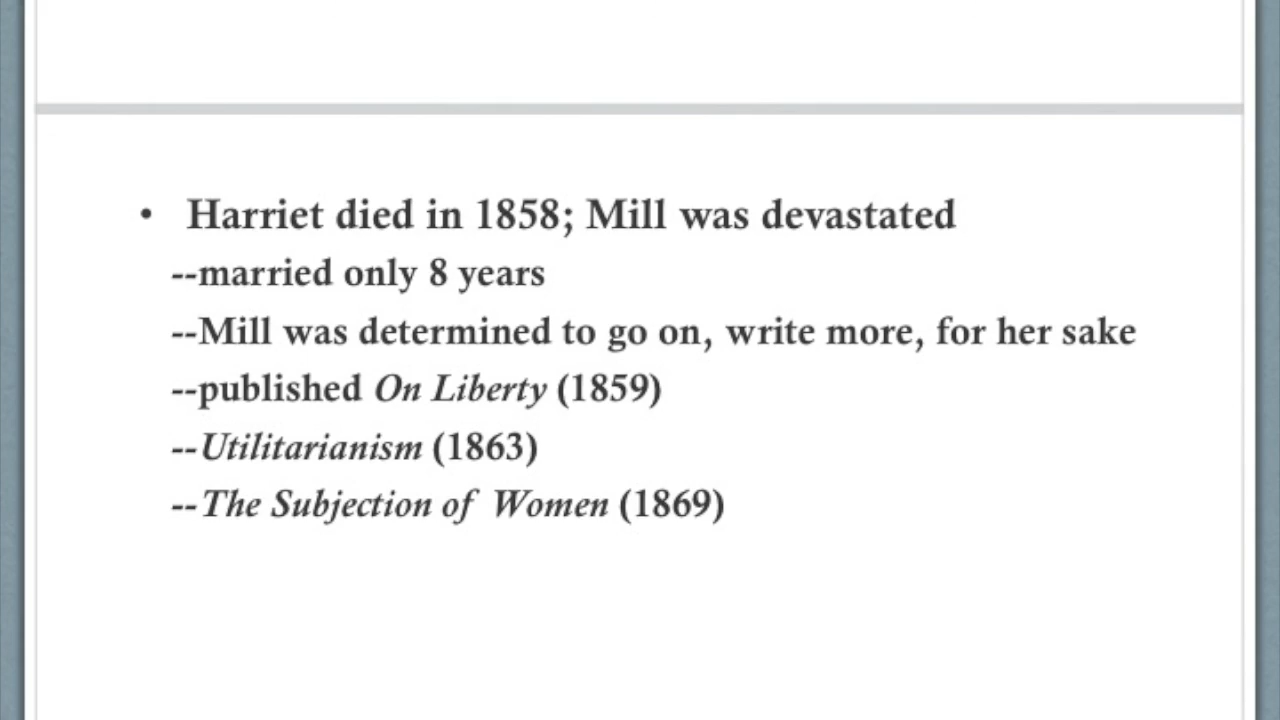 • Harriet died in 1858; Mill was devastated
--married only 8 years
--Mill was determined to go on, write more, for her sake
--published On Liberty (1859)
--Utilitarianism (1863)
--The Subjection of Women (1869)